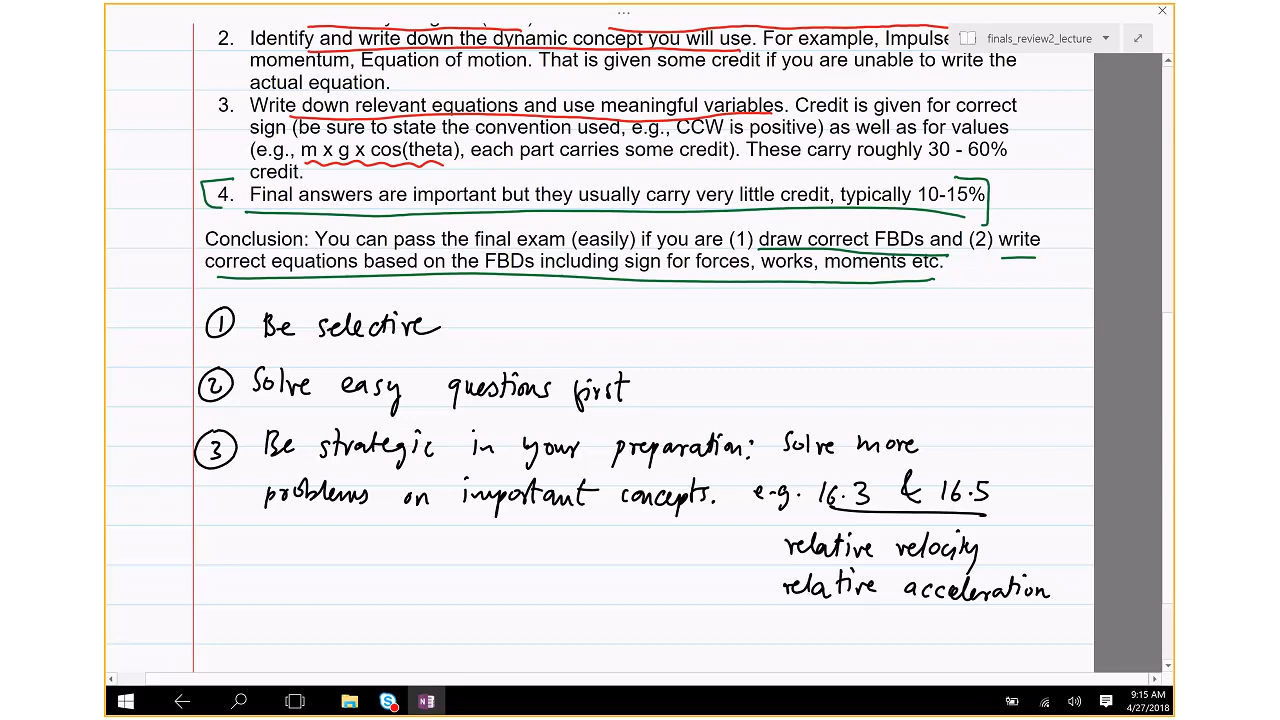 2. Identify and write down the dynamic concept you will use. For example, Impulse
finals_review2_lecture
momentum, Equation of motion. That is given some credit if you are unable to write the
actual equation.
3. Write down relevant equations and use meaningful variables. Credit is given for correct
sign (be sure to state the convention used, e.g., CCW is positive) as well as for values
(e.g., m x g x cos(theta), each part carries some credit). These carry roughly 30 - 60%
credit.
4. Final answers are important but they usually carry very little credit, typically 10-15%
Conclusion: You can pass the final exam (easily) if you are (1) draw correct FBDs and (2) write
correct equations based on the FBDs including sign for forces, works, moments etc.
① Be selective
② Solve easy questions first
③ Be strategic in your preparation: Solve more
problems on important concepts. e.g. 16.3 & 16.5
relative velocity
relative acceleration
9:15 AM
4/27/2018